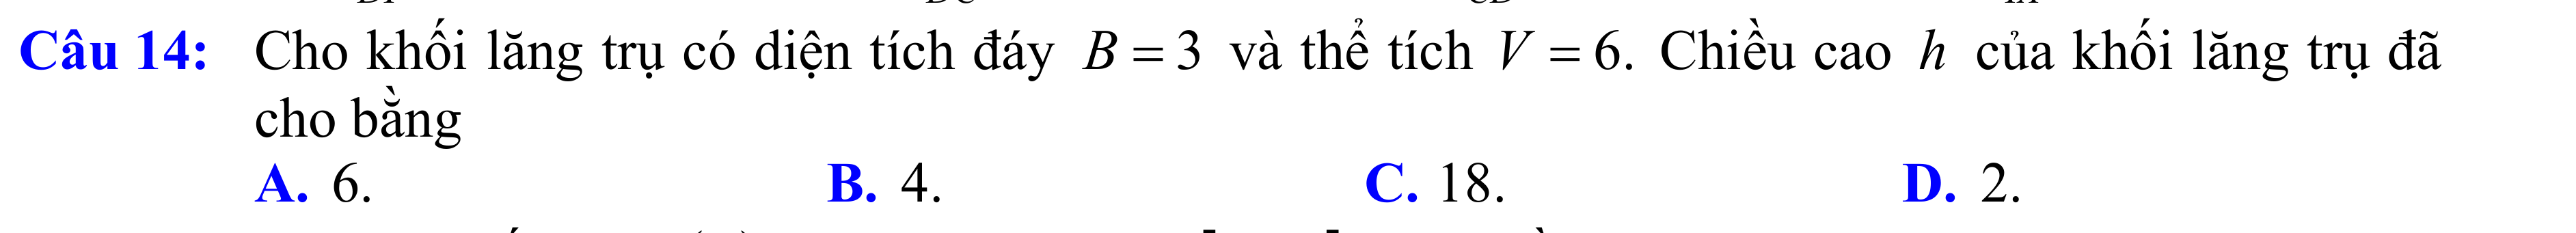 Câu 14: Cho khối lăng trụ có diện tích đáy B = 3 và thể tích V = 6. Chiều cao h của khối lăng trụ đã
cho bằng
A. 6. B. 4. C. 18. D. 2.